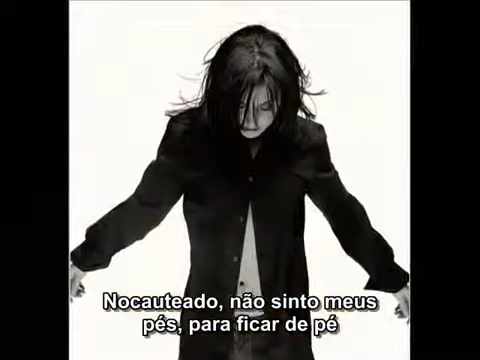 Nocauteado, não sinto meus
pés, para ficar de pé